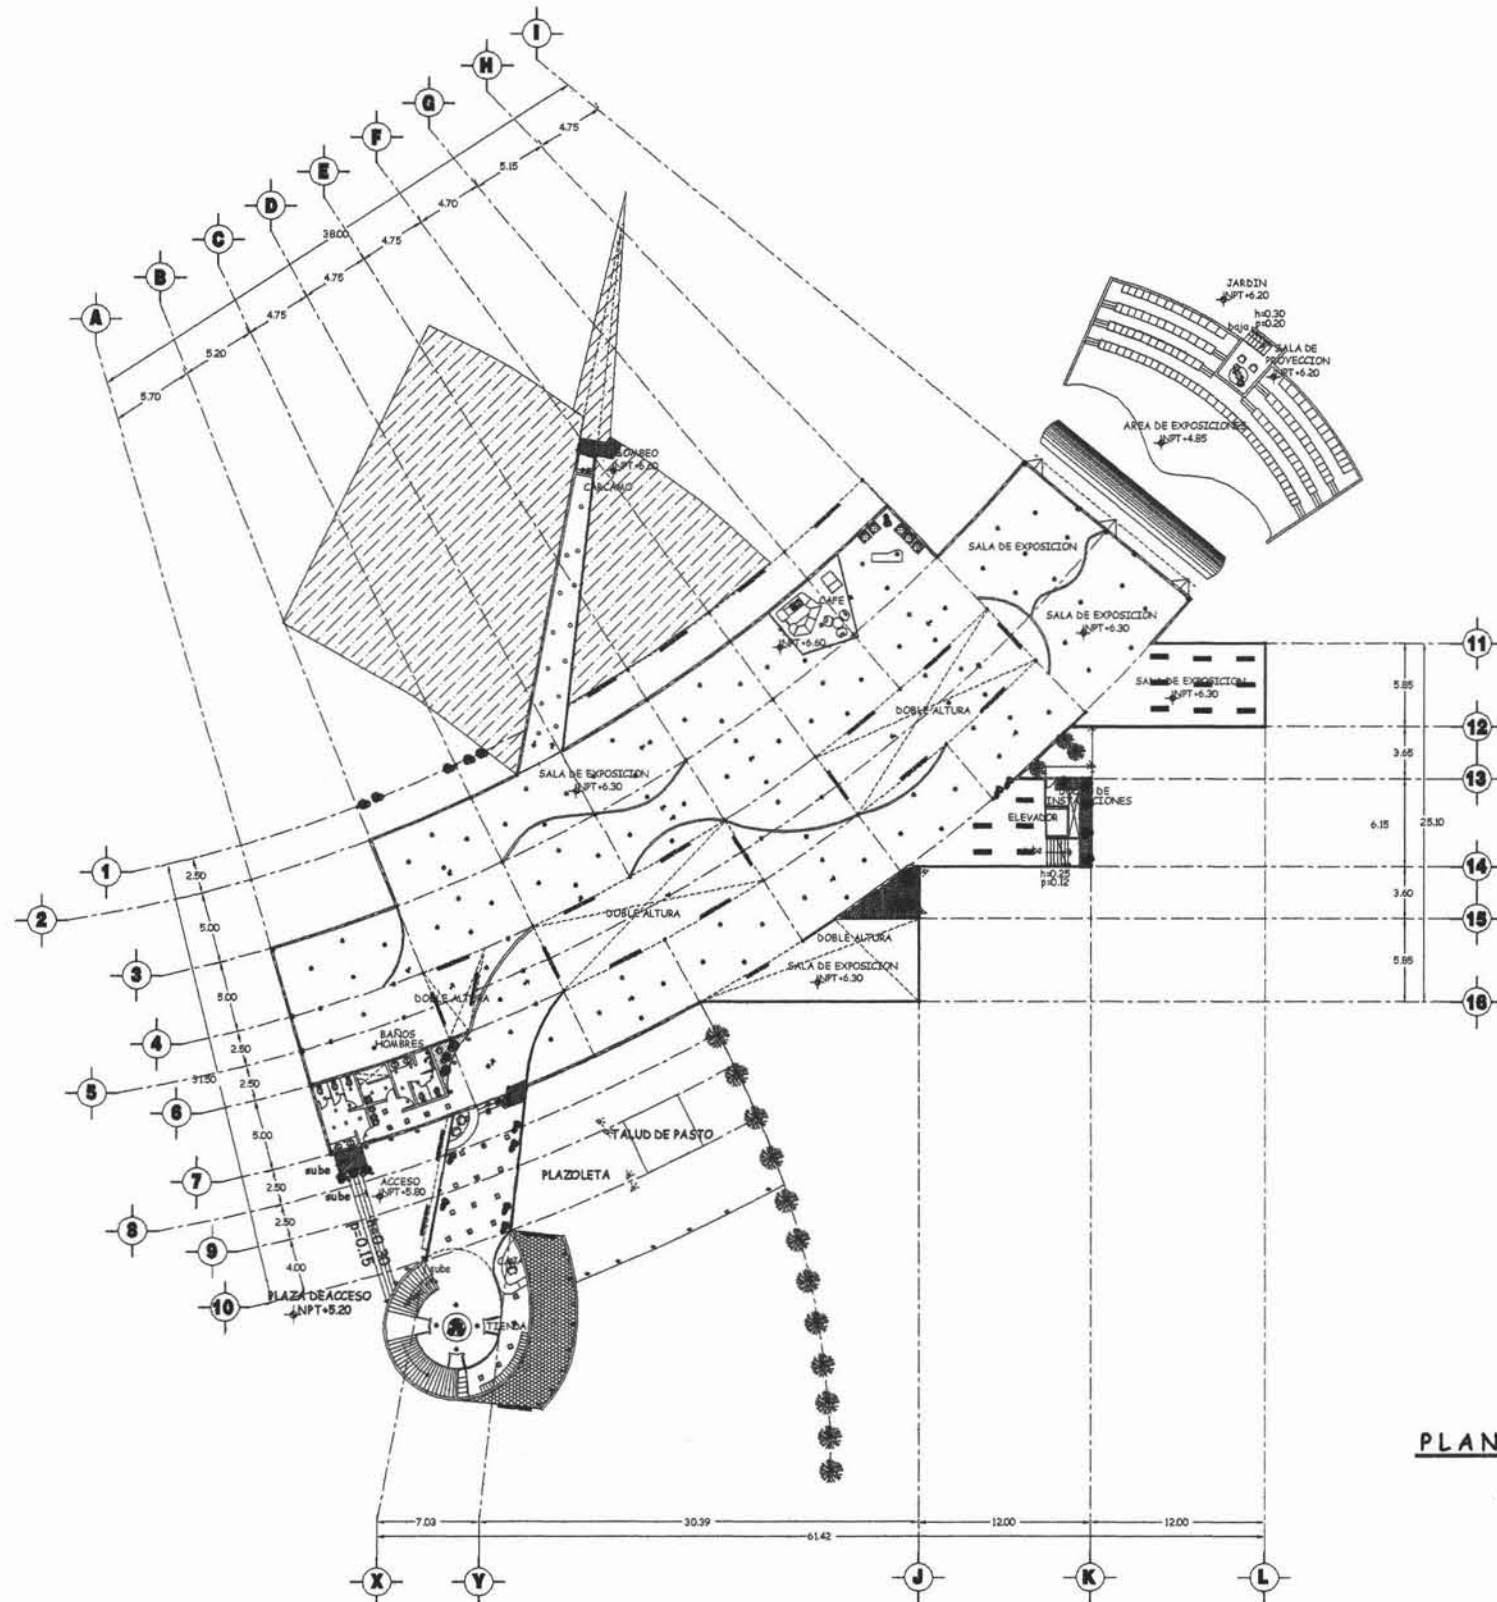 I
H
G
F
E
D
C
B
A
4.75
5.15
4.70
38.00
4.75
4.75
4.75
5.20
5.70
JARDIN
NPT+6.20
h=0.30
p=0.20
baja
SALA DE
PROYECCION
NPT+6.20
AREA DE EXPOSICIONES
NPT+4.85
BOMBEO
NPT+6.00
CARCAMO
SALA DE EXPOSICION
CAFE
NPT+6.60
SALA DE EXPOSICION
NPT+6.30
11
SALA DE EXPOSICION
NPT+6.30
5.85
DOBLE ALTURA
12
3.65
SALA DE EXPOSICION
NPT+6.30
13
DE
INSTALACIONES
ELEVADOR
6.15
25.10
h=0.25
p=0.12
14
3.60
15
1
2.50
2
DOBLE ALTURA
DOBLE ALTURA
SALA DE EXPOSICION
NPT+6.30
5.85
16
5.00
3
DOBLE ALTURA
5.00
4
BAÑOS
HOMBRES
2.50
31.50
2.50
5
6
5.00
TALUD DE PASTO
PLAZOLETA
sube
7
ACCESO
NPT+5.80
sube
2.50
2.50
8
9
h=0.30
p=0.15
4.00
CAJA
sube
PLAZA DE ACCESO
NPT+5.20
10
TIENDA
PLAN
7.03
30.39
12.00
12.00
61.42
X
Y
J
K
L